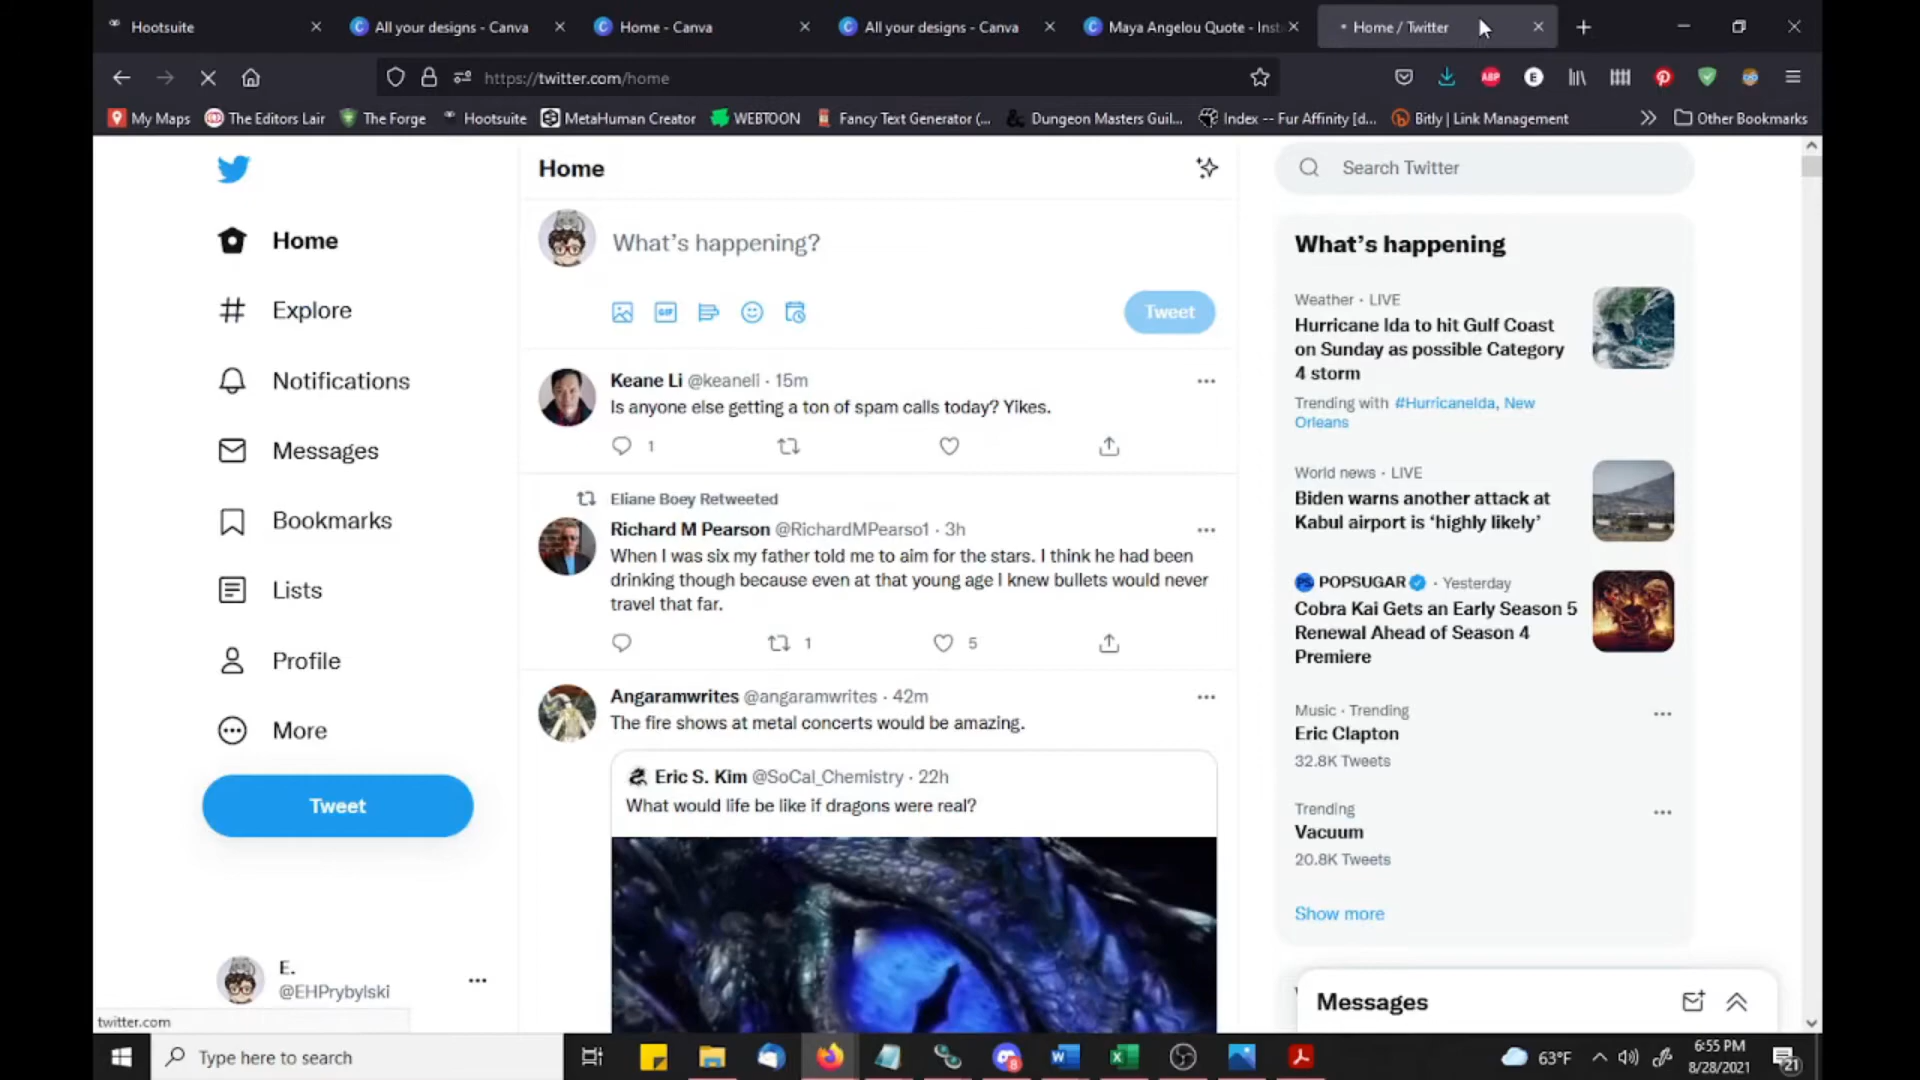 Hootsuite
All your designs - Canva
Home - Canva
All your designs - Canva
Maya Angelou Quote - Inst
Home / Twitter
https://twitter.com/home
ABP
E
My Maps
The Editors Lair
The Forge
Hootsuite
MetaHuman Creator
WEBTOON
Fancy Text Generator (...
Dungeon Masters Guil...
Index -- Fur Affinity [d...
Bitly | Link Management
Other Bookmarks
Home
Explore
Notifications
Messages
Bookmarks
Lists
Profile
More
Tweet
E.
@EHPrybylski
twitter.com
Home
What's happening?
GIF
Tweet
Keane Li @keaneli · 15m
Is anyone else getting a ton of spam calls today? Yikes.
1
Eliane Boey Retweeted
Richard M Pearson @RichardMPearso1 · 3h
When I was six my father told me to aim for the stars. I think he had been
drinking though because even at that young age I knew bullets would never
travel that far.
1
5
Angaramwrites @angaramwrites · 42m
The fire shows at metal concerts would be amazing.
Eric S. Kim @SoCal_Chemistry · 22h
What would life be like if dragons were real?
Search Twitter
What's happening
Weather · LIVE
Hurricane Ida to hit Gulf Coast
on Sunday as possible Category
4 storm
Trending with #HurricaneIda, New
Orleans
World news · LIVE
Biden warns another attack at
Kabul airport is 'highly likely'
PS POPSUGAR · Yesterday
Cobra Kai Gets an Early Season 5
Renewal Ahead of Season 4
Premiere
Music · Trending
Eric Clapton
32.8K Tweets
Trending
Vacuum
20.8K Tweets
Show more
Messages
Type here to search
8
63°F
6:55 PM
8/28/2021
21